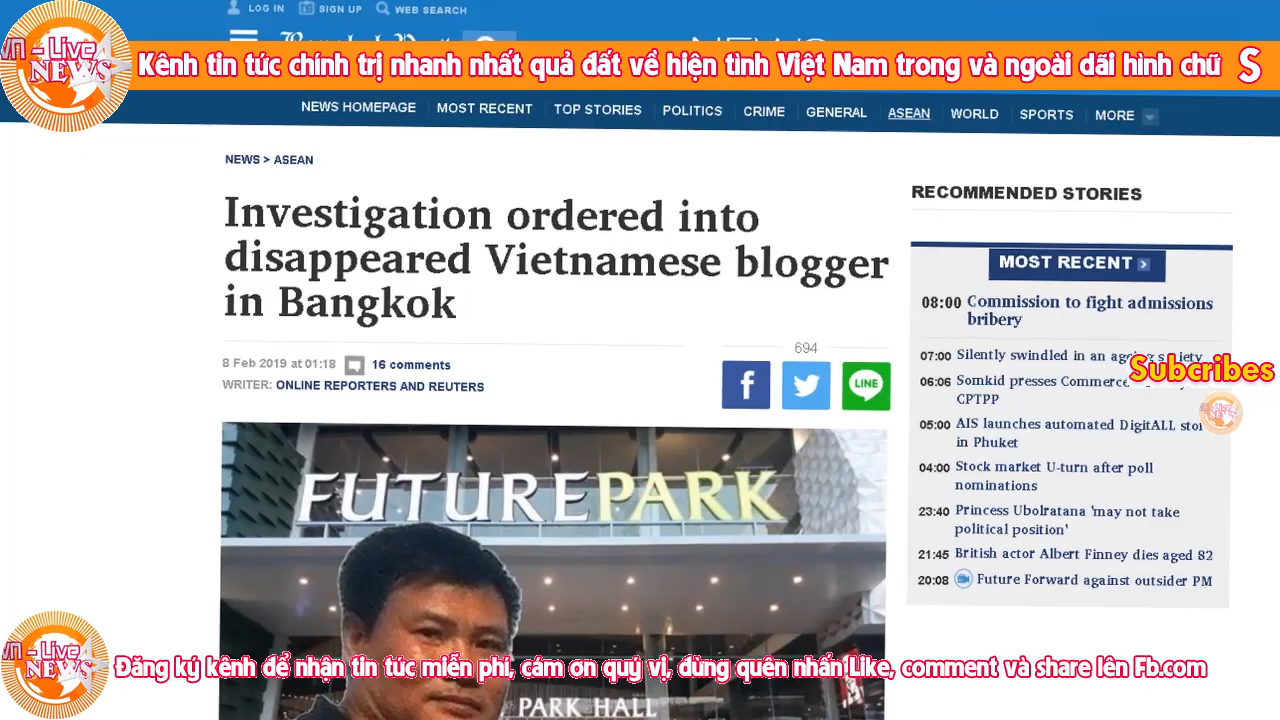 LOG IN SIGN UP WEB SEARCH
VN - Live
NEWS
Kênh tin tức chính trị nhanh nhất quả đất về hiện tình Việt Nam trong và ngoài dãi hình chữ S
NEWS HOMEPAGE MOST RECENT TOP STORIES POLITICS CRIME GENERAL ASEAN WORLD SPORTS MORE
NEWS > ASEAN
Investigation ordered into
disappeared Vietnamese blogger
in Bangkok
8 Feb 2019 at 01:18 16 comments
WRITER: ONLINE REPORTERS AND REUTERS
694
LINE
RECOMMENDED STORIES
MOST RECENT
08:00 Commission to fight admissions
bribery
07:00 Silently swindled in an ageing society
Subcribes
06:06 Somkid presses Commerce
CPTPP
05:00 AIS launches automated DigitALL
in Phuket
04:00 Stock market U-turn after poll
nominations
23:40 Princess Ubolratana 'may not take
political position'
21:45 British actor Albert Finney dies aged 82
20:08 Future Forward against outsider PM
FUTUREPARK
VN - Live
NEWS
Đăng ký kênh để nhận tin tức miễn phí, cám ơn quý vị, đừng quên nhấn Like, comment và share lên Fb.com
PARK HALL